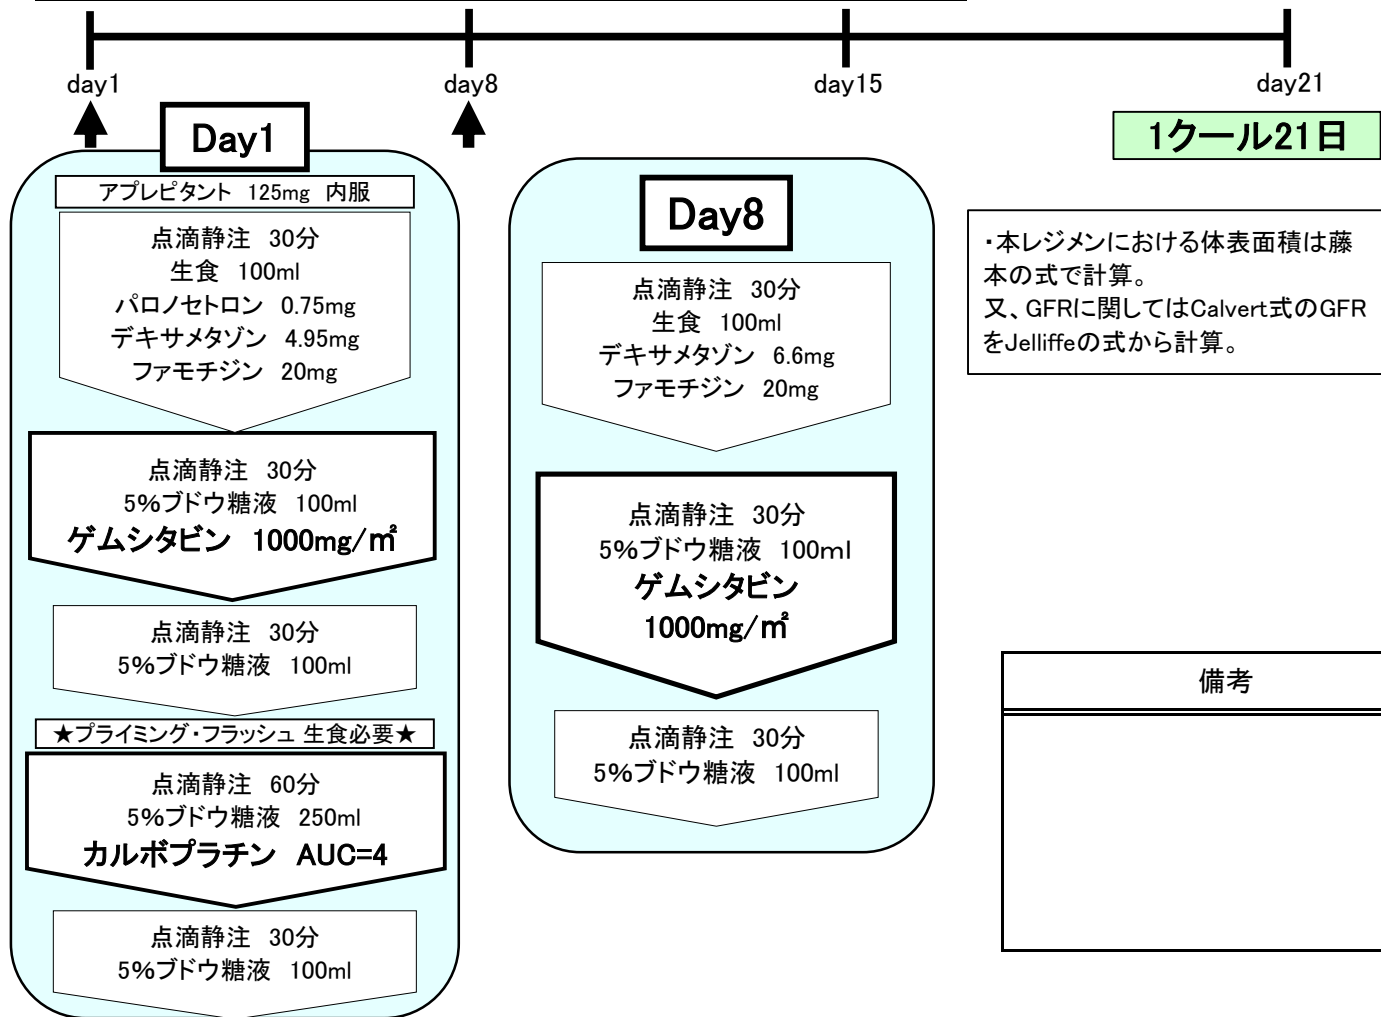 day1
day8
day15
day21
1クール21日
Day1
アプレピタント 125mg 内服
点滴静注 30分
生食 100ml
パロノセトロン 0.75mg
デキサメタゾン 4.95mg
ファモチジン 20mg
点滴静注 30分
5%ブドウ糖液 100ml
ゲムシタビン 1000mg/㎡
点滴静注 30分
5%ブドウ糖液 100ml
★プライミング・フラッシュ 生食必要★
点滴静注 60分
5%ブドウ糖液 250ml
カルボプラチン AUC=4
点滴静注 30分
5%ブドウ糖液 100ml
Day8
点滴静注 30分
生食 100ml
デキサメタゾン 6.6mg
ファモチジン 20mg
点滴静注 30分
5%ブドウ糖液 100ml
ゲムシタビン
1000mg/㎡
点滴静注 30分
5%ブドウ糖液 100ml
・本レジメンにおける体表面積は藤
本の式で計算。
又、GFRに関してはCalvert式のGFR
をJelliffeの式から計算。
備考